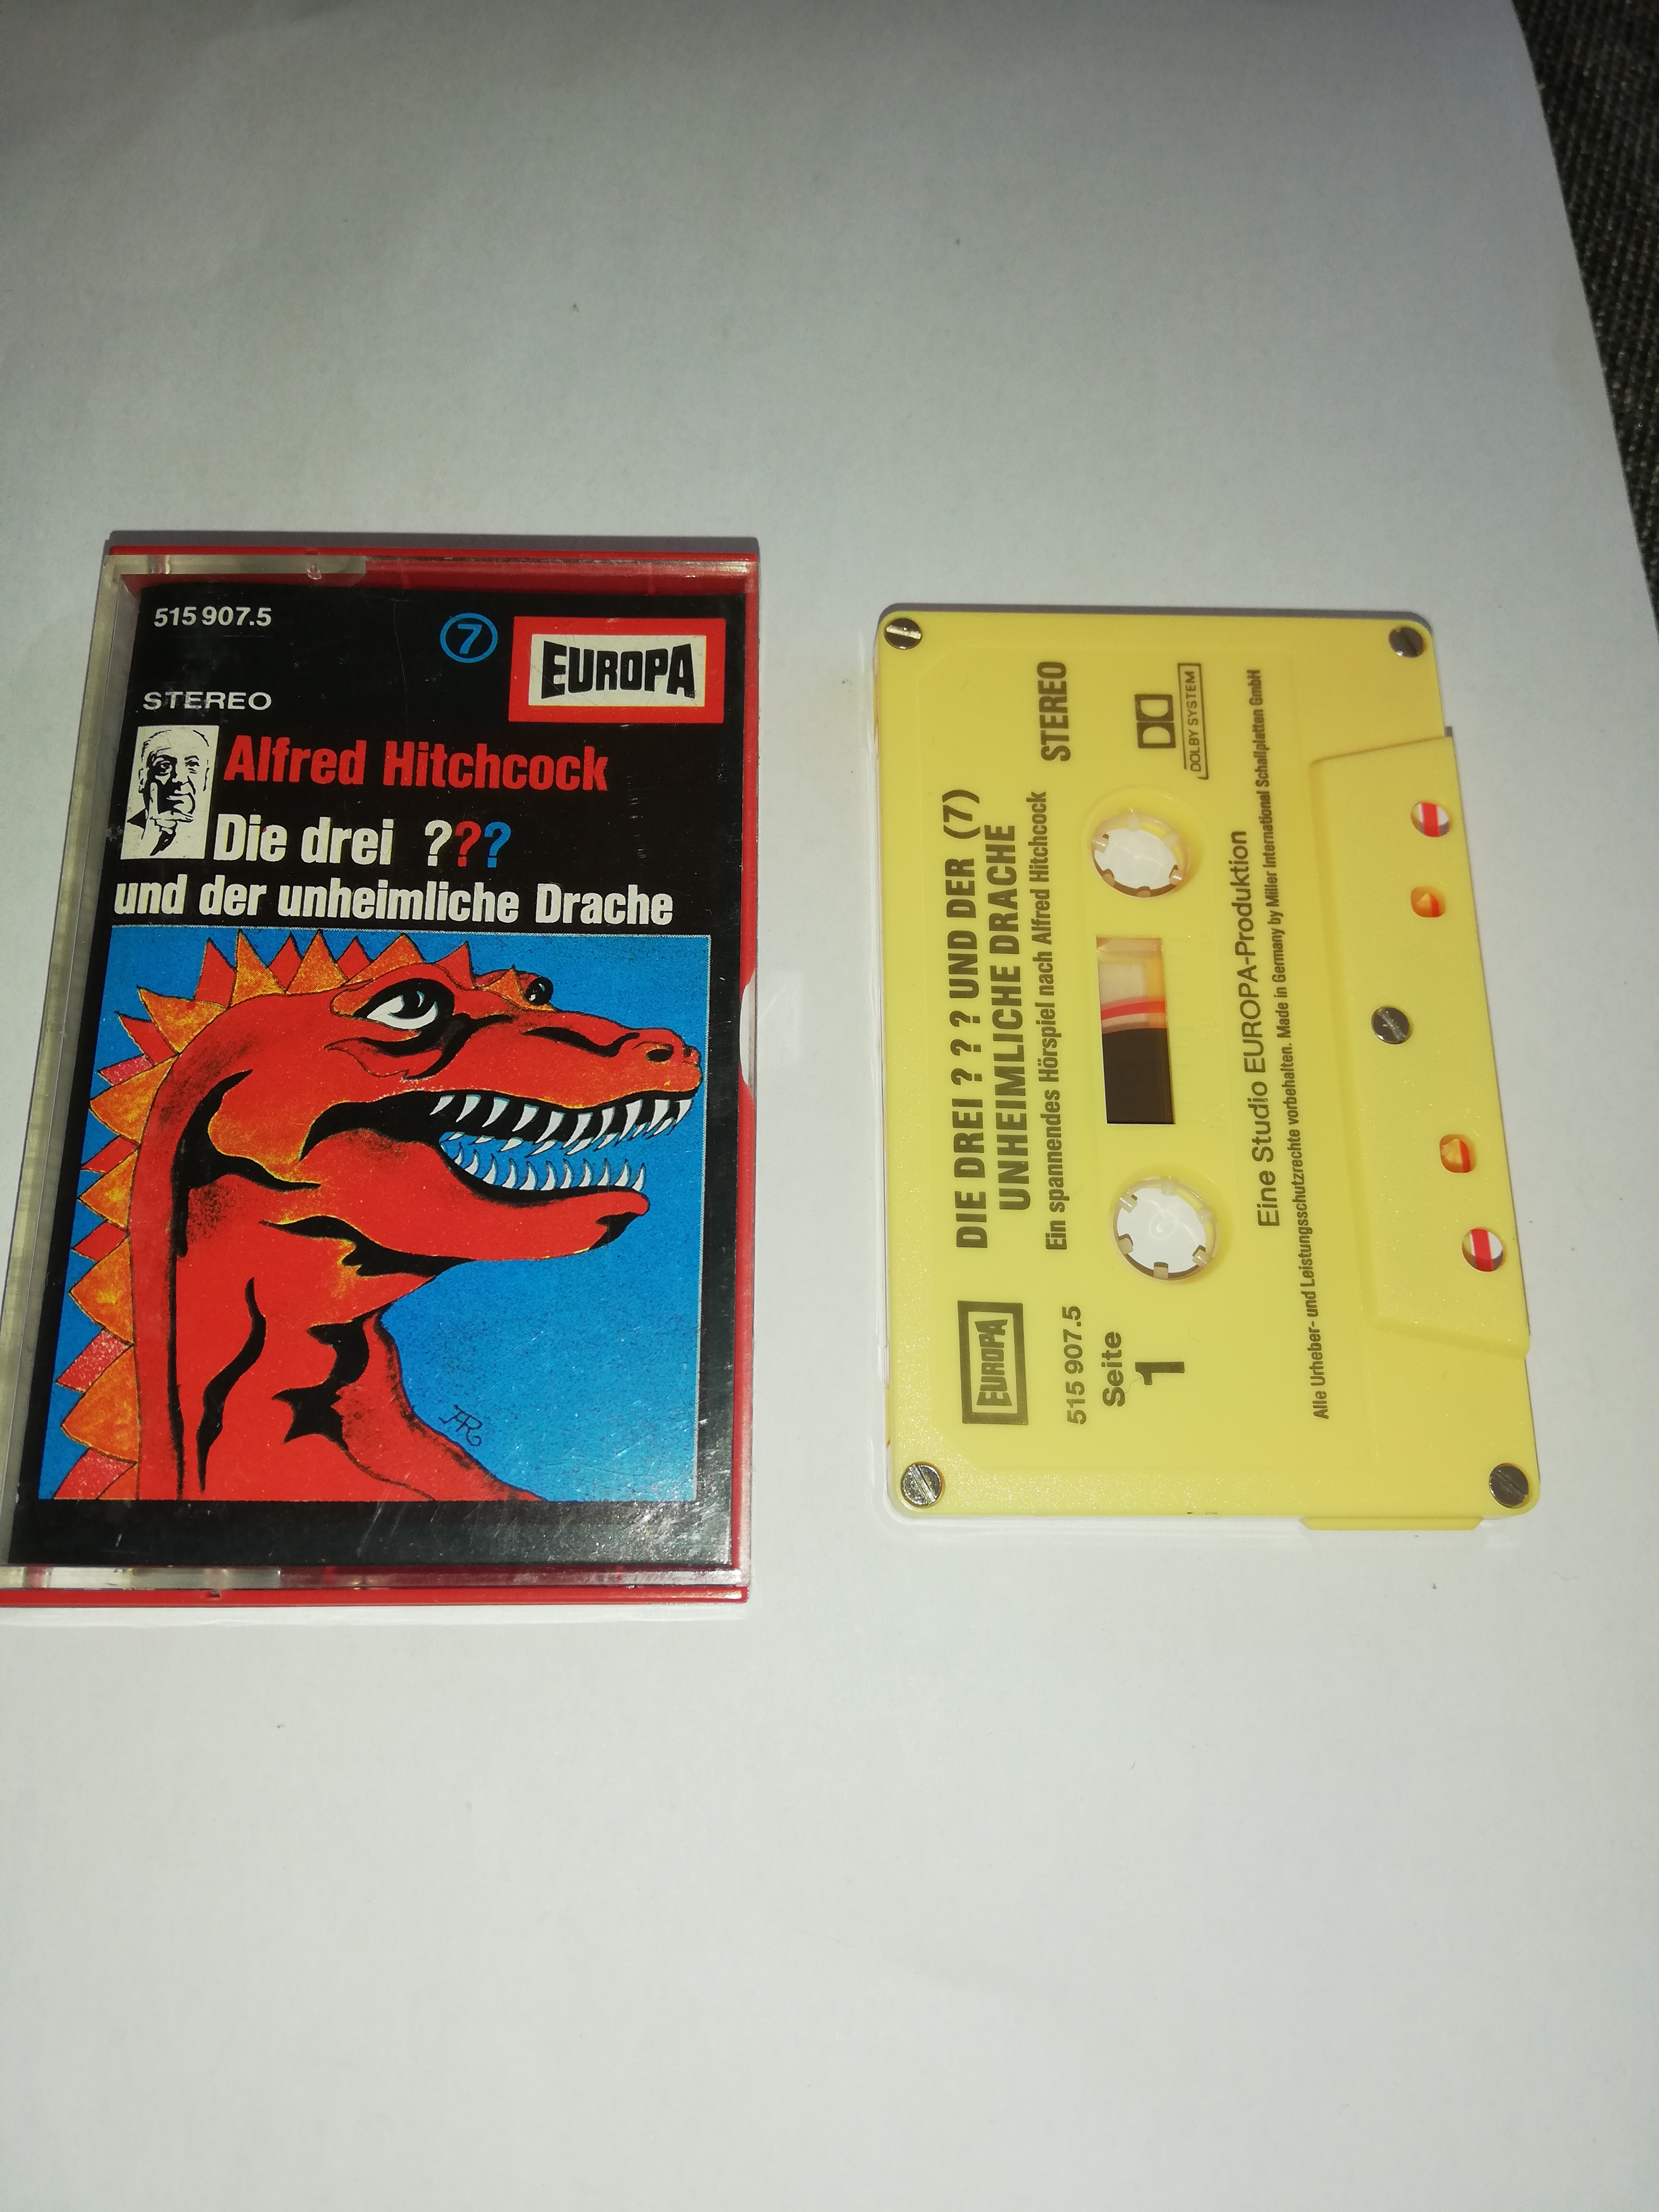 515 907.5
7
EUROPA
STEREO
Alfred Hitchcock
Die drei ???
und der unheimliche Drache
AR
EUROPA
DIE DREI ? ? ? UND DER (7)
UNHEIMLICHE DRACHE
STEREO
515 907.5
Ein spannendes Hörspiel nach Alfred Hitchcock
Seite
1
DOLBY SYSTEM
Eine Studio EUROPA-Produktion
Alle Urheber- und Leistungsschutzrechte vorbehalten. Made in Germany by Miller International Schallplatten GmbH